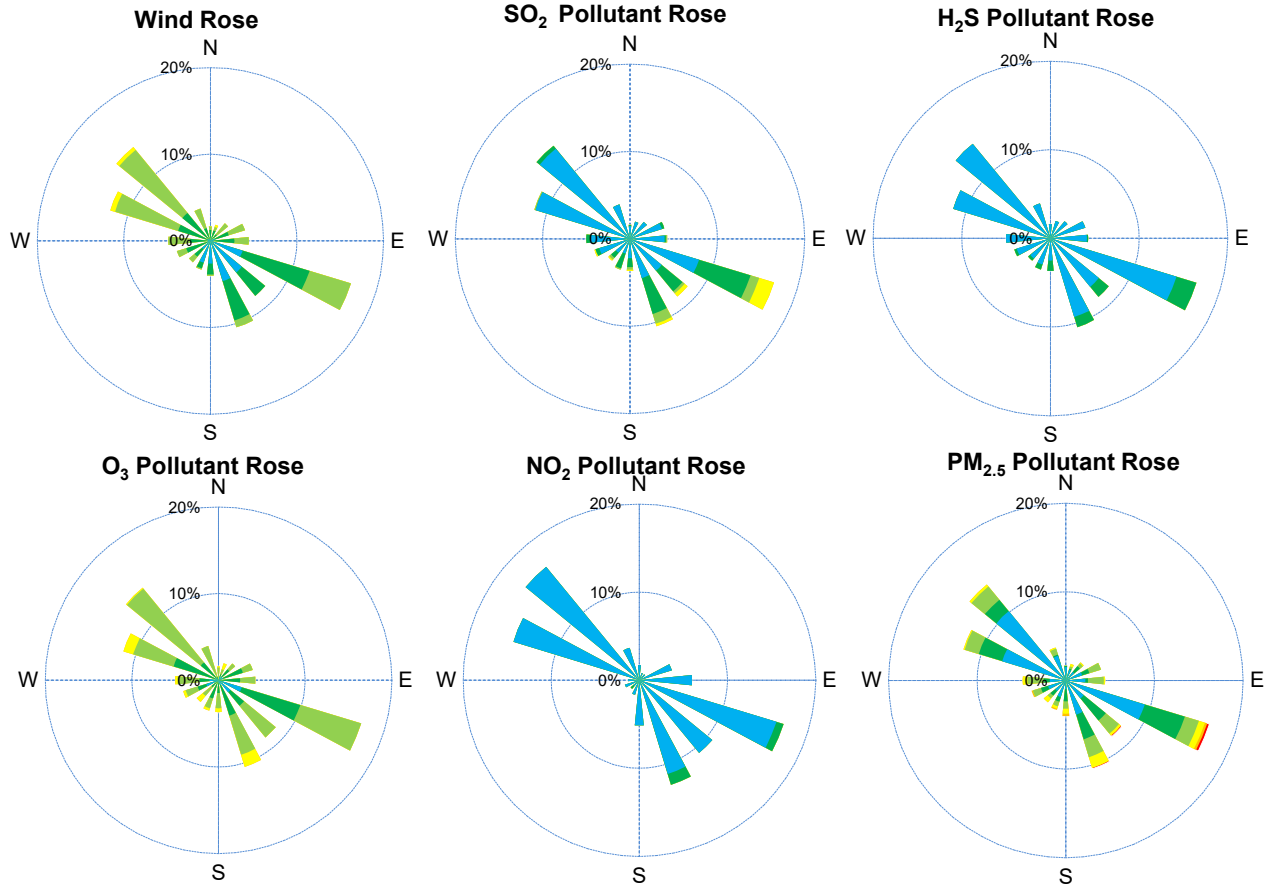 Wind Rose
N
20%
10%
W
0%
E
S
SO₂ Pollutant Rose
N
20%
10%
W
0%
E
S
H₂S Pollutant Rose
N
20%
10%
W
0%
E
S
O₃ Pollutant Rose
N
20%
10%
W
0%
E
S
NO₂ Pollutant Rose
N
20%
10%
W
0%
E
S
PM₂.₅ Pollutant Rose
N
20%
10%
W
0%
E
S